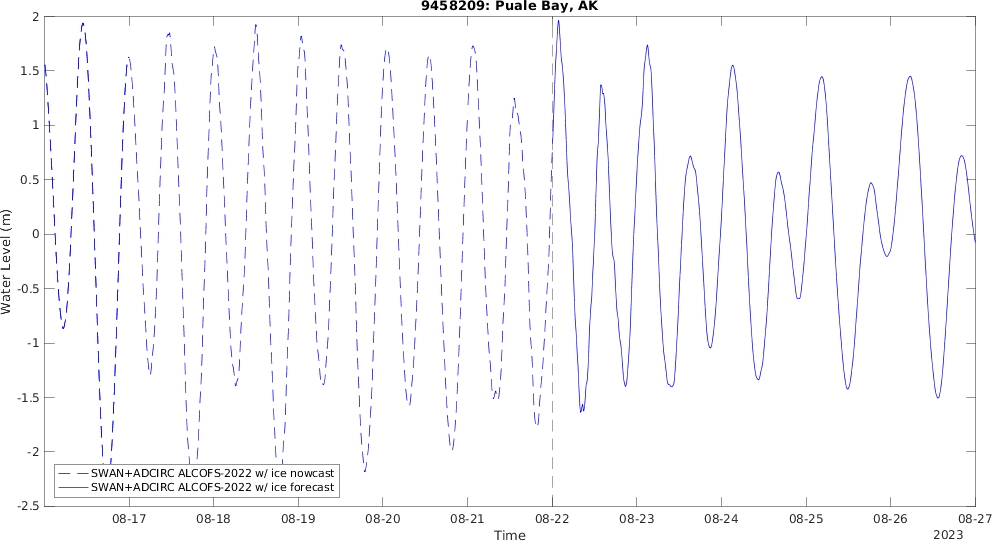 9458209: Puale Bay, AK
2
1.5
1
0.5
0
-0.5
-1
-1.5
-2
-2.5
Water Level (m)
SWAN+ADCIRC ALCOFS-2022 w/ ice nowcast
SWAN+ADCIRC ALCOFS-2022 w/ ice forecast
08-17 08-18 08-19 08-20 08-21 08-22 08-23 08-24 08-25 08-26 08-27
Time
2023